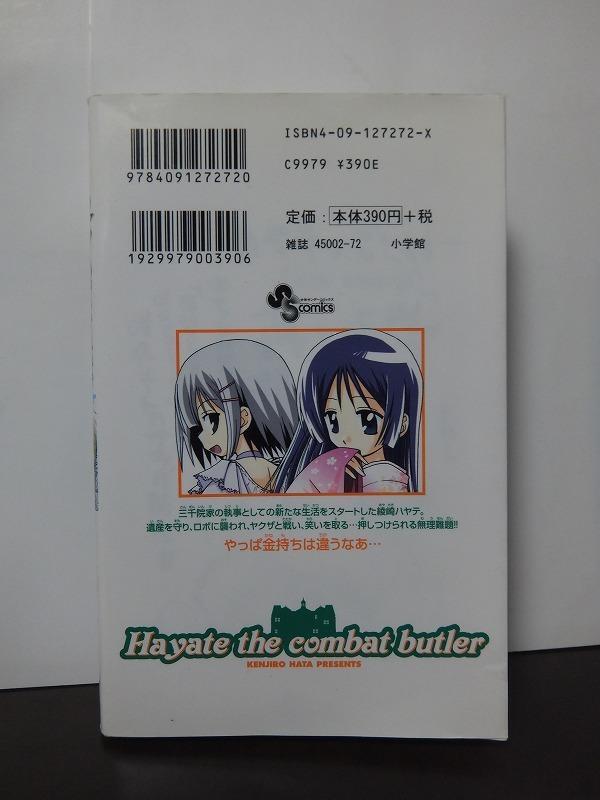 ISBN4-09-127272-X
C9979 ¥390E
9784091272720
定価：本体390円+税
雑誌 45002-72 小学館
1929979003906
少年サンデーコミックス
SS comics
三千院家の執事としての新たな生活をスタートした綾崎ハヤテ。
遺産を守り、ロボに襲われ、ヤクザと戦い、笑いを取る…押しつけられる無理難題!!
やっぱ金持ちは違うなあ…
Hayate the combat butler
KENJIRO HATA PRESENTS